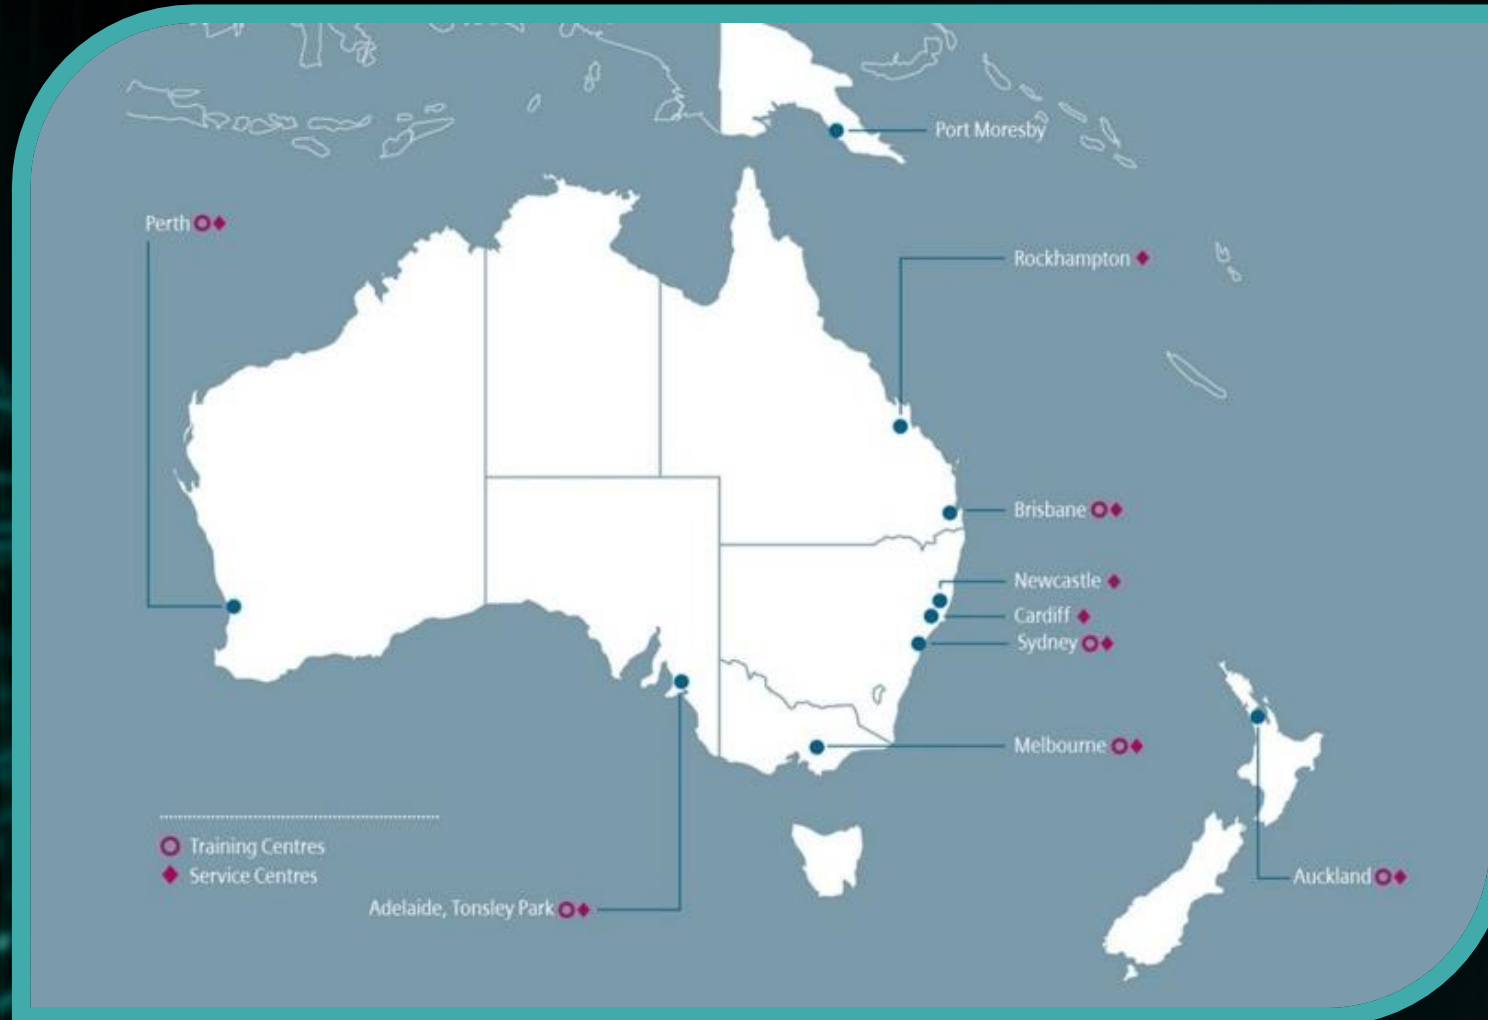 Port Moresby
Perth
Rockhampton
Brisbane
Newcastle
Cardiff
Sydney
Melbourne
Training Centres
Service Centres
Auckland
Adelaide, Tonsley Park